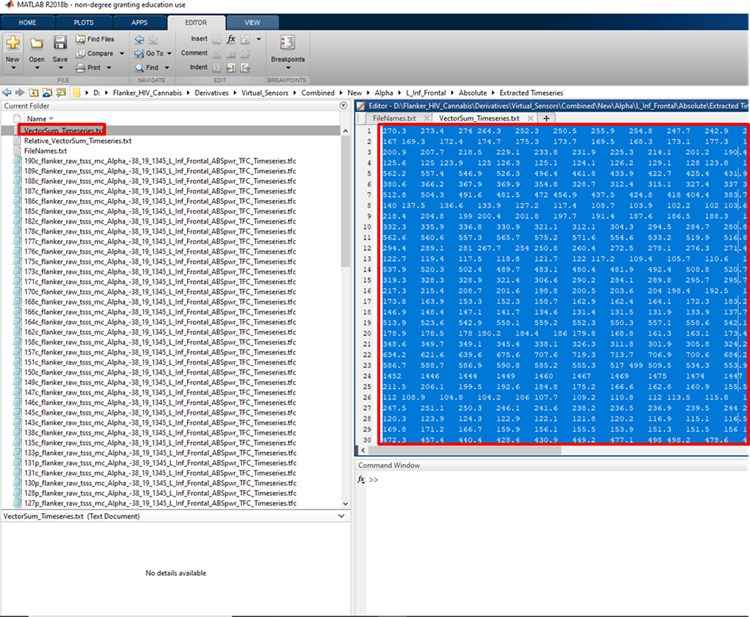 MATLAB R2018b - non-degree granting education use
HOME PLOTS APPS EDITOR VIEW
New Open Save Find Files Compare Print Go To Find Insert fx Comment Indent Breakpoints
FILE NAVIGATE EDIT BREAKPOINTS
D: Flanker_HIV_Cannabis Derivatives Virtual_Sensors Combined New Alpha L_Inf_Frontal Absolute Extracted Timeseries
Current Folder
Name
VectorSum_Timeseries.txt
Relative_VectorSum_Timeseries.txt
FileNames.txt
190c_flanker_raw_tsss_mc_Alpha_-38_19_1345_L_Inf_Frontal_ABSpwr_TFC_Timeseries.tfc
189c_flanker_raw_tsss_mc_Alpha_-38_19_1345_L_Inf_Frontal_ABSpwr_TFC_Timeseries.tfc
188c_flanker_raw_tsss_mc_Alpha_-38_19_1345_L_Inf_Frontal_ABSpwr_TFC_Timeseries.tfc
187c_flanker_raw_tsss_mc_Alpha_-38_19_1345_L_Inf_Frontal_ABSpwr_TFC_Timeseries.tfc
186c_flanker_raw_tsss_mc_Alpha_-38_19_1345_L_Inf_Frontal_ABSpwr_TFC_Timeseries.tfc
185c_flanker_raw_tsss_mc_Alpha_-38_19_1345_L_Inf_Frontal_ABSpwr_TFC_Timeseries.tfc
182c_flanker_raw_tsss_mc_Alpha_-38_19_1345_L_Inf_Frontal_ABSpwr_TFC_Timeseries.tfc
178c_flanker_raw_tsss_mc_Alpha_-38_19_1345_L_Inf_Frontal_ABSpwr_TFC_Timeseries.tfc
177c_flanker_raw_tsss_mc_Alpha_-38_19_1345_L_Inf_Frontal_ABSpwr_TFC_Timeseries.tfc
176c_flanker_raw_tsss_mc_Alpha_-38_19_1345_L_Inf_Frontal_ABSpwr_TFC_Timeseries.tfc
175c_flanker_raw_tsss_mc_Alpha_-38_19_1345_L_Inf_Frontal_ABSpwr_TFC_Timeseries.tfc
173c_flanker_raw_tsss_mc_Alpha_-38_19_1345_L_Inf_Frontal_ABSpwr_TFC_Timeseries.tfc
171c_flanker_raw_tsss_mc_Alpha_-38_19_1345_L_Inf_Frontal_ABSpwr_TFC_Timeseries.tfc
170c_flanker_raw_tsss_mc_Alpha_-38_19_1345_L_Inf_Frontal_ABSpwr_TFC_Timeseries.tfc
168c_flanker_raw_tsss_mc_Alpha_-38_19_1345_L_Inf_Frontal_ABSpwr_TFC_Timeseries.tfc
166c_flanker_raw_tsss_mc_Alpha_-38_19_1345_L_Inf_Frontal_ABSpwr_TFC_Timeseries.tfc
164c_flanker_raw_tsss_mc_Alpha_-38_19_1345_L_Inf_Frontal_ABSpwr_TFC_Timeseries.tfc
162c_flanker_raw_tsss_mc_Alpha_-38_19_1345_L_Inf_Frontal_ABSpwr_TFC_Timeseries.tfc
158c_flanker_raw_tsss_mc_Alpha_-38_19_1345_L_Inf_Frontal_ABSpwr_TFC_Timeseries.tfc
157c_flanker_raw_tsss_mc_Alpha_-38_19_1345_L_Inf_Frontal_ABSpwr_TFC_Timeseries.tfc
151c_flanker_raw_tsss_mc_Alpha_-38_19_1345_L_Inf_Frontal_ABSpwr_TFC_Timeseries.tfc
150c_flanker_raw_tsss_mc_Alpha_-38_19_1345_L_Inf_Frontal_ABSpwr_TFC_Timeseries.tfc
149c_flanker_raw_tsss_mc_Alpha_-38_19_1345_L_Inf_Frontal_ABSpwr_TFC_Timeseries.tfc
147c_flanker_raw_tsss_mc_Alpha_-38_19_1345_L_Inf_Frontal_ABSpwr_TFC_Timeseries.tfc
146c_flanker_raw_tsss_mc_Alpha_-38_19_1345_L_Inf_Frontal_ABSpwr_TFC_Timeseries.tfc
145c_flanker_raw_tsss_mc_Alpha_-38_19_1345_L_Inf_Frontal_ABSpwr_TFC_Timeseries.tfc
143c_flanker_raw_tsss_mc_Alpha_-38_19_1345_L_Inf_Frontal_ABSpwr_TFC_Timeseries.tfc
138c_flanker_raw_tsss_mc_Alpha_-38_19_1345_L_Inf_Frontal_ABSpwr_TFC_Timeseries.tfc
135c_flanker_raw_tsss_mc_Alpha_-38_19_1345_L_Inf_Frontal_ABSpwr_TFC_Timeseries.tfc
133p_flanker_raw_tsss_mc_Alpha_-38_19_1345_L_Inf_Frontal_ABSpwr_TFC_Timeseries.tfc
131p_flanker_raw_tsss_mc_Alpha_-38_19_1345_L_Inf_Frontal_ABSpwr_TFC_Timeseries.tfc
131c_flanker_raw_tsss_mc_Alpha_-38_19_1345_L_Inf_Frontal_ABSpwr_TFC_Timeseries.tfc
130p_flanker_raw_tsss_mc_Alpha_-38_19_1345_L_Inf_Frontal_ABSpwr_TFC_Timeseries.tfc
128p_flanker_raw_tsss_mc_Alpha_-38_19_1345_L_Inf_Frontal_ABSpwr_TFC_Timeseries.tfc
127p_flanker_raw_tsss_mc_Alpha_-38_19_1345_L_Inf_Frontal_ABSpwr_TFC_Timeseries.tfc
VectorSum_Timeseries.txt (Text Document)
No details available
Editor - D:\Flanker_HIV_Cannabis\Derivatives\Virtual_Sensors\Combined\New\Alpha\L_Inf_Frontal\Absolute\Extracted Tim
FileNames.txt VectorSum_Timeseries.txt
1 270.3 273.4 274 264.3 252.3 250.5 255.9 254.8 247.7 242.9
2 167 169.3 172.4 174.7 175.3 173.7 169.5 168.3 173.1 177.3
3 200.9 207.7 218.5 229.1 233.8 231.9 225.3 214.1 201.2 190.4
4 125.6 125 123.9 125 126.3 125.1 124.1 126.2 129.1 128 123.8
5 562.2 557.4 546.9 526.3 496.4 461.8 433.9 422.7 425.4
6 380.6 366.2 367.9 369.9 354.8 328.7 312.4 315.1 327.4
7 512.8 504.3 491.6 481.5 472 456.9 437.5 424.8 418 404.4
8 140 137.5 136.6 133.9 127.2 117.4 108.7 103.9 102.2 102
9 218.4 204.8 199 200.4 201.8 197.7 191.4 187.6 186.5 188.3
10 332.3 335.9 336.8 330.9 321.1 312.1 304.3 294.5 284.7 280.8
11 562.6 560.6 557.3 565.7 575.2 571.6 554.6 533.2 519.9 516.8
12 294.4 289.1 281 267.7 254 250.8 260.4 272.5 278.1 276.3
13 122.7 119.4 117.5 118.8 121.7 122 117.2 109.4 105.7 110.6
14 537.9 520.3 502.4 489.7 483.1 480.4 481.9 492.4 508.8
15 319.3 328.3 328.9 321.4 306.6 290.2 284.1 289.8 295.7
16 217.3 215.4 208.7 201.6 198.8 200.5 203.6 204 198.4 192.5
17 173.8 163.9 153.3 152.3 158.7 162.9 162.4 164.1 172.3
18 146.9 148.4 147.1 141.7 134.6 131.4 131.5 131.9 133.9
19 513.9 523.6 542.9 558.1 559.2 552.3 550.3 557.1 558.6 542.1
20 178.9 178.5 178 180.2 184.4 186 179.8 168.8 161.3 163.1
21 348.6 349.7 349.1 345.4 338.1 326.3 311.8 301.9 305.8
22 634.2 621.6 639.6 675.6 707.6 719.3 713.7 706.9 700.6
23 586.7 588.7 586.9 590.8 585.2 555.3 517 499 509.5 534.3
24 1452 1446 1444 1449 1460 1467 1472 1475 1474 1447
25 211.5 206.1 199.5 192.6 184.8 175.2 166.6 162.8 160.9 155.5
26 112 108.9 104.8 104.2 106 107.7 109.2 110.8 112 113.5 115.8
27 247.5 251.1 250.3 246.1 241.6 238.2 236.5 236.9 239.5 244
28 120.3 123.9 124.3 122.9 122.1 121.8 120.2 116.9 115.1
29 169.8 171.2 166.7 159.9 156.1 155.5 153.9 151.3 151.5 156
30 472.3 457.4 440.4 428.4 430.9 449.2 477.1 498 498.2 478.6
Command Window
fx >>